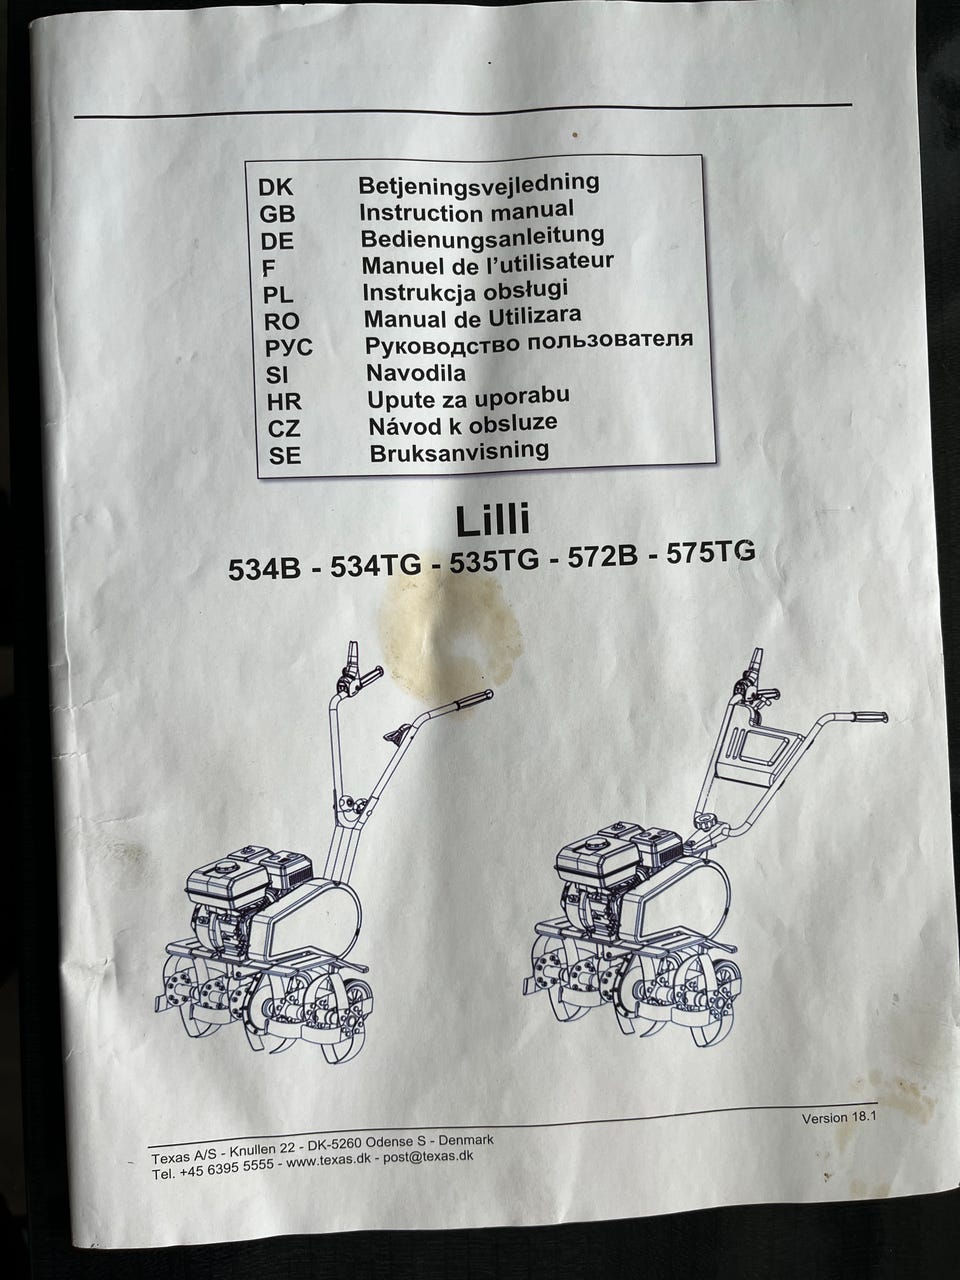 DK Betjeningsvejledning
GB Instruction manual
DE Bedienungsanleitung
F Manuel de l’utilisateur
PL Instrukcja obsługi
RO Manual de Utilizara
РУС Руководство пользователя
SI Navodila
HR Upute za uporabu
CZ Návod k obsluze
SE Bruksanvisning
Lilli
534B - 534TG - 535TG - 572B - 575TG
Version 18.1
Texas A/S - Knullen 22 - DK-5260 Odense S - Denmark
Tel. +45 6395 5555 - www.texas.dk - post@texas.dk